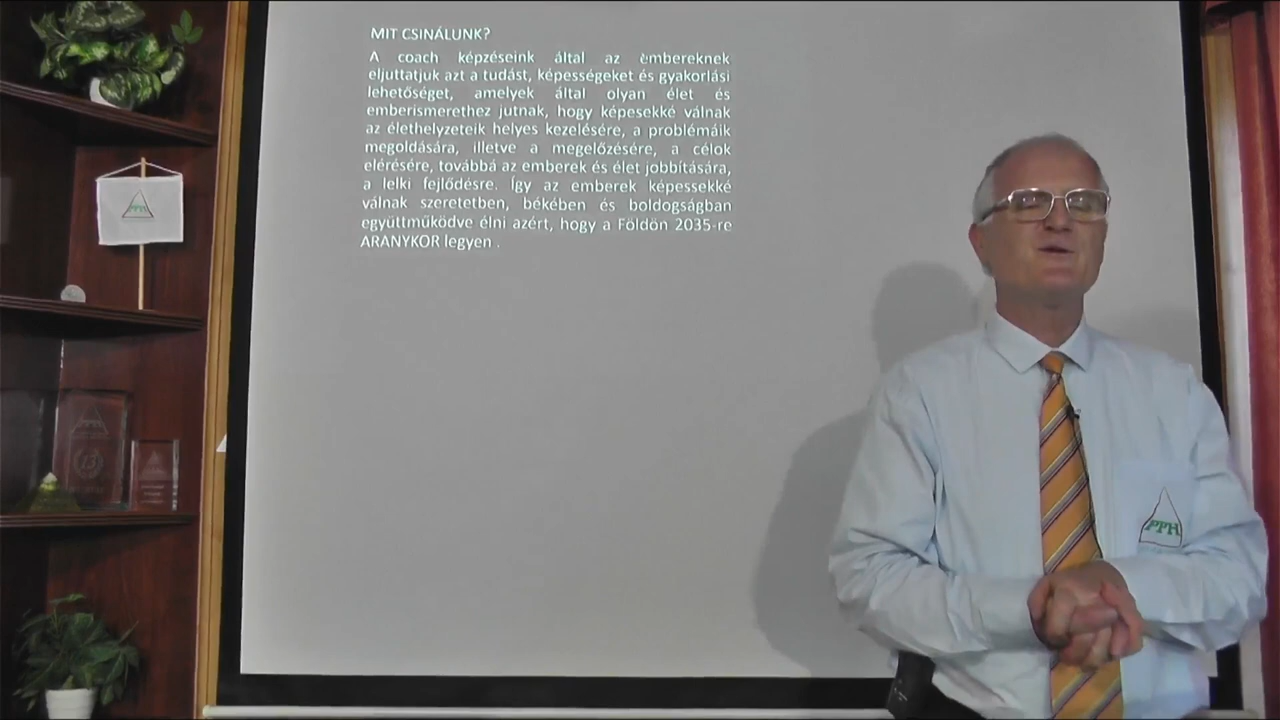 MIT CSINÁLUNK?
A coach képzéseink által az embereknek
eljuttatjuk azt a tudást, képességeket és gyakorlási
lehetőséget, amelyek által olyan élet és
emberismerethez jutnak, hogy képesekké válnak
az élethelyzeteik helyes kezelésére, a problémáik
megoldására, illetve a megelőzésére, a célok
elérésére, továbbá az emberek és élet jobbítására,
a lelki fejlődésre. Így az emberek képessekké
válnak szeretetben, békében és boldogságban
együttműködve élni azért, hogy a Földön 2035-re
ARANYKOR legyen .
PPH
PPH
13
PPH